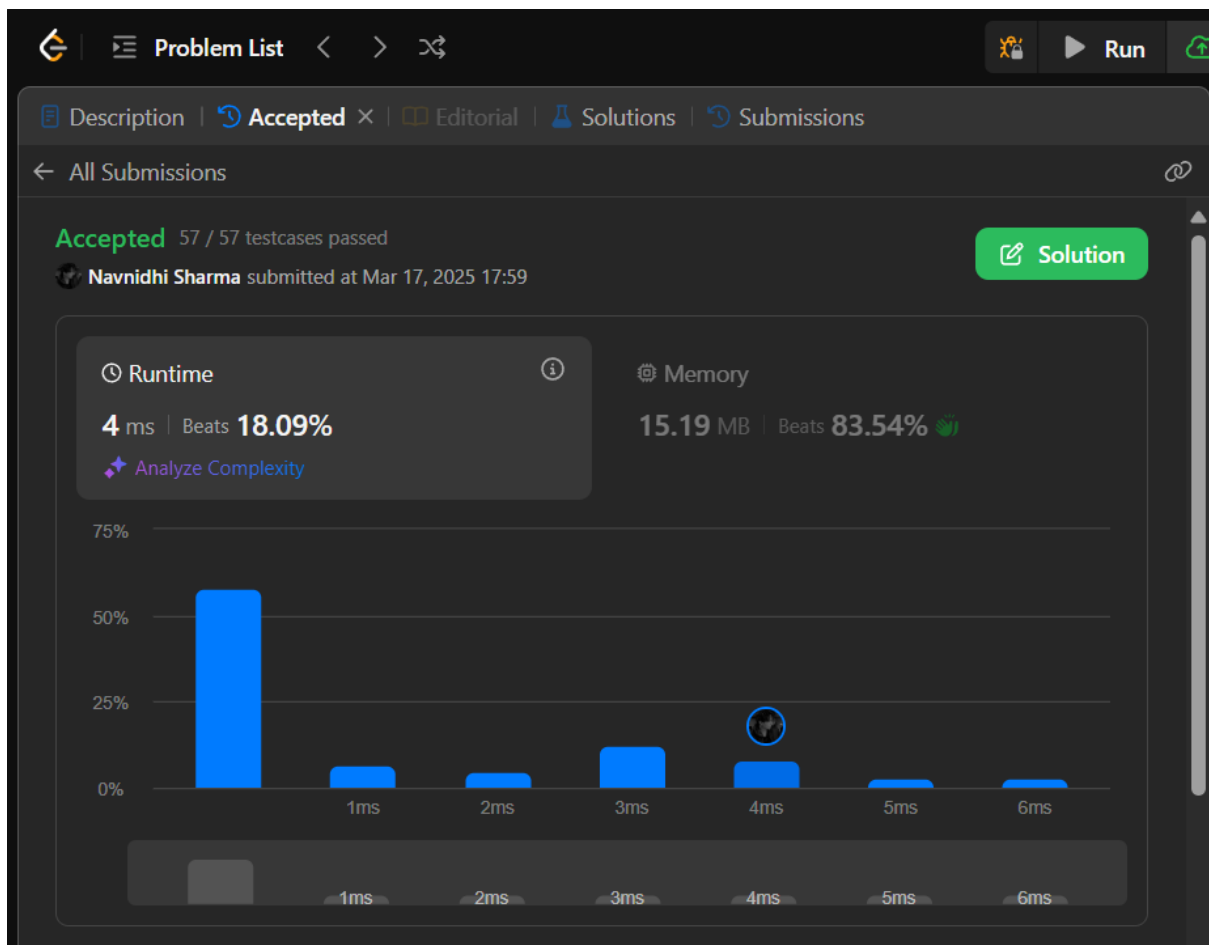 Problem List Run
Description Accepted Editorial Solutions Submissions
All Submissions
Accepted 57 / 57 testcases passed
Solution
Navnidhi Sharma submitted at Mar 17, 2025 17:59
Runtime Memory
4 ms Beats 18.09% 15.19 MB Beats 83.54%
Analyze Complexity
75%
50%
25%
0%
1ms 2ms 3ms 4ms 5ms 6ms
1ms 2ms 3ms 4ms 5ms 6ms